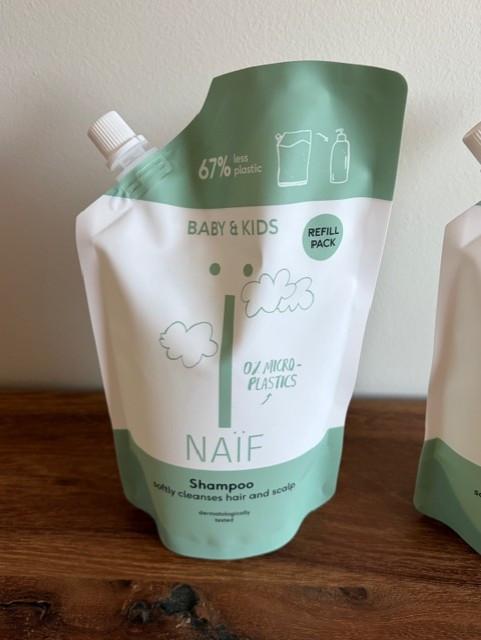 67% less
plastic
BABY & KIDS
REFILL
PACK
0% MICRO-
PLASTICS
NAÏF
Shampoo
softly cleanses hair and scalp
dermatologically
tested